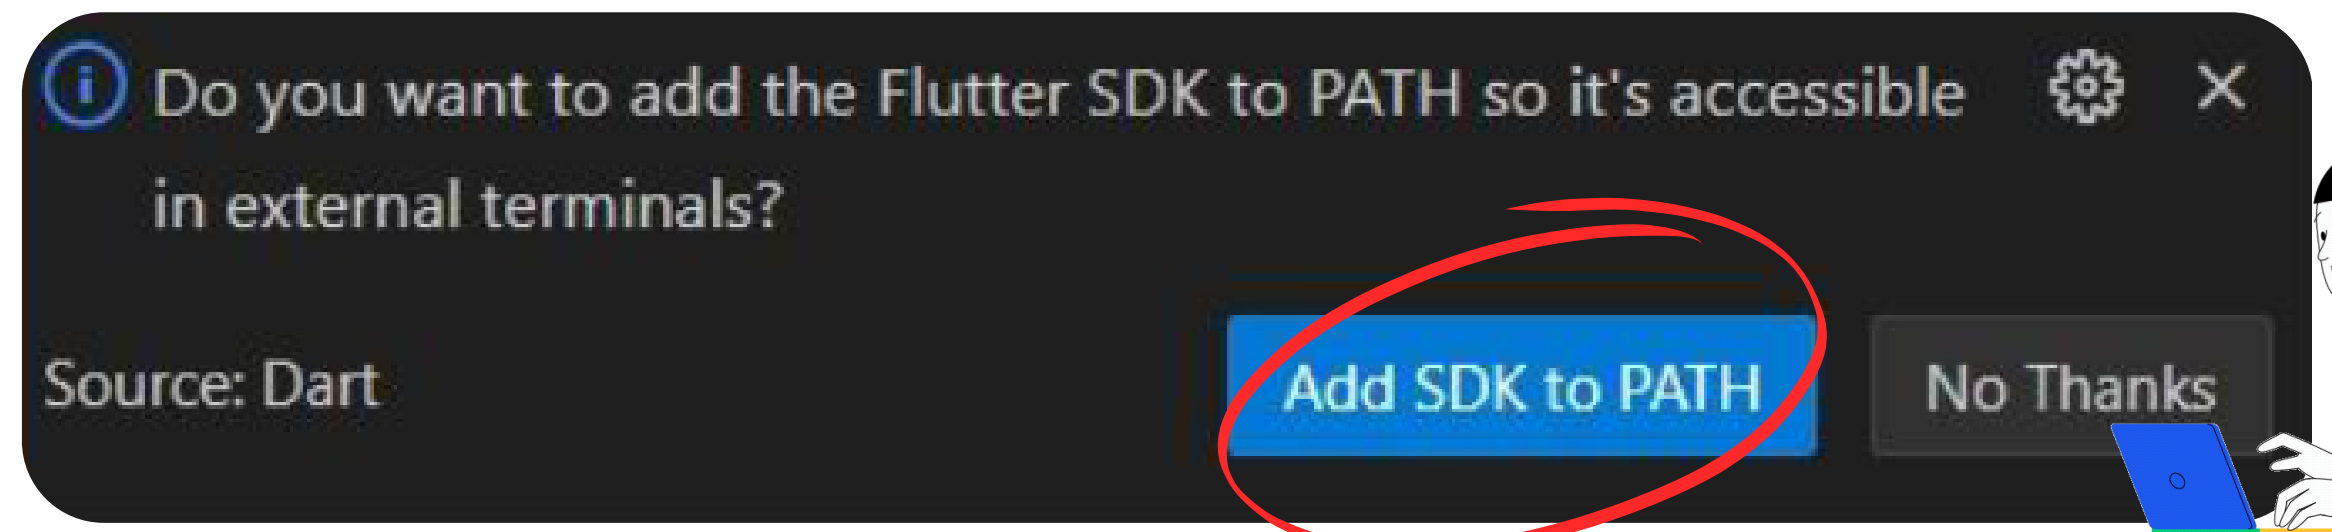 Do you want to add the Flutter SDK to PATH so it's accessible
in external terminals?
Source: Dart
Add SDK to PATH
No Thanks